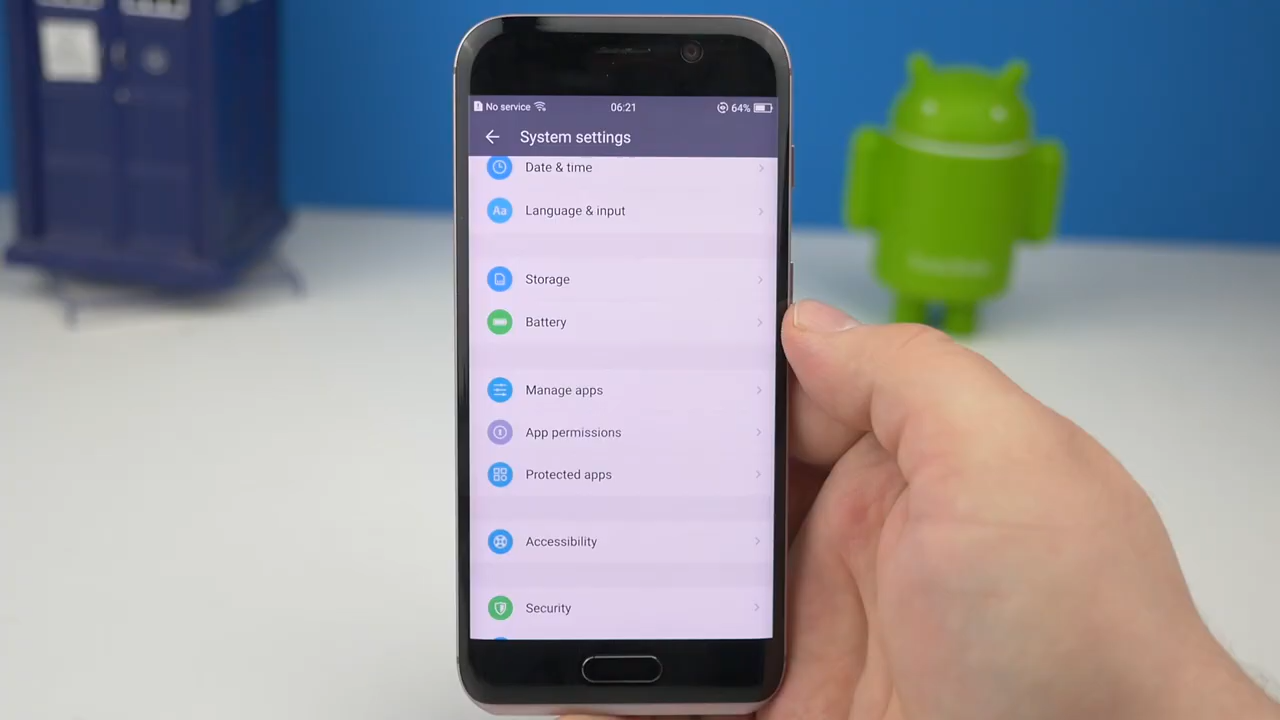 No service 06:21 64%
System settings
Date & time
Aa Language & input
Storage
Battery
Manage apps
App permissions
Protected apps
Accessibility
Security